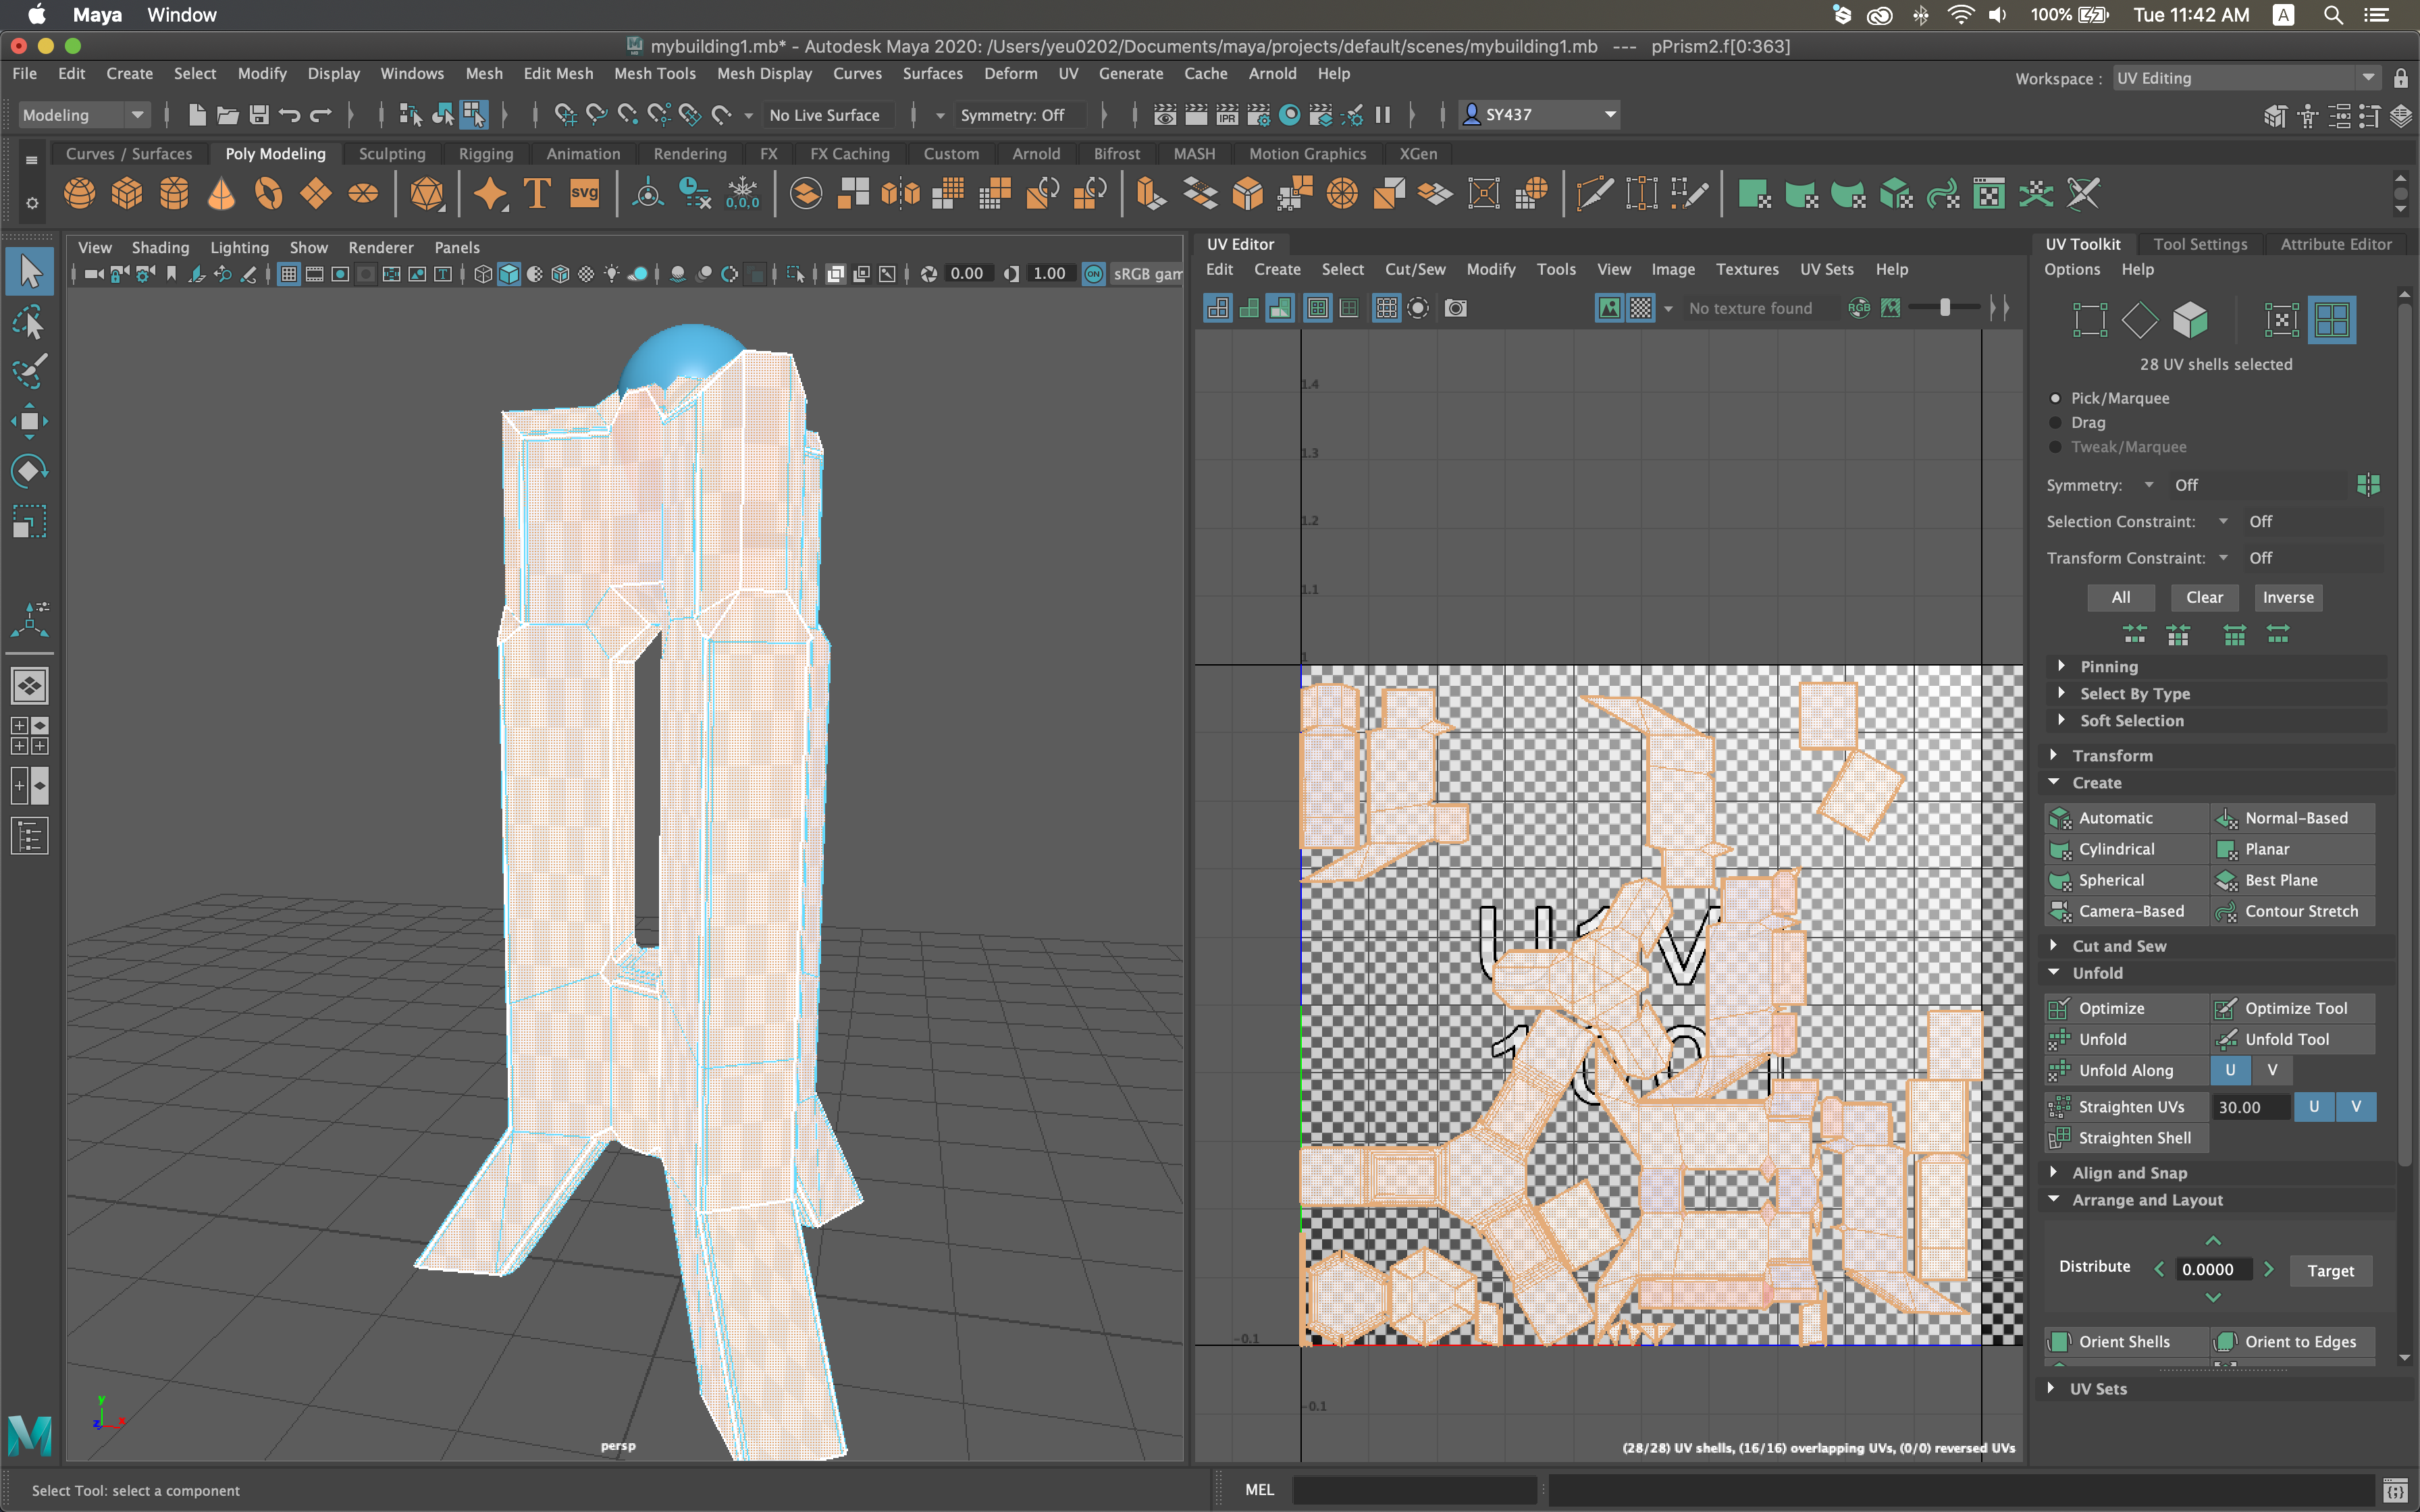 Maya Window 100% Tue 11:42 AM A
mybuilding1.mb* - Autodesk Maya 2020: /Users/yeu0202/Documents/maya/projects/default/scenes/mybuilding1.mb --- pPrism2.f[0:363]
File Edit Create Select Modify Display Windows Mesh Edit Mesh Mesh Tools Mesh Display Curves Surfaces Deform UV Generate Cache Arnold Help
Workspace : UV Editing
Modeling No Live Surface Symmetry: Off IPR SY437
Curves / Surfaces Poly Modeling Sculpting Rigging Animation Rendering FX FX Caching Custom Arnold Bifrost MASH Motion Graphics XGen
T svg 0,0,0
View Shading Lighting Show Renderer Panels
0.00 1.00 ON sRGB gam
persp
y
z x
UV Editor
Edit Create Select Cut/Sew Modify Tools View Image Textures UV Sets Help
No texture found RGB
1.4
1.3
1.2
1.1
1
-0.1
-0.1
(28/28) UV shells, (16/16) overlapping UVs, (0/0) reversed UVs
UV Toolkit Tool Settings Attribute Editor
Options Help
28 UV shells selected
Pick/Marquee
Drag
Tweak/Marquee
Symmetry: Off
Selection Constraint: Off
Transform Constraint: Off
All Clear Inverse
Pinning
Select By Type
Soft Selection
Transform
Create
Automatic Normal-Based
Cylindrical Planar
Spherical Best Plane
Camera-Based Contour Stretch
Cut and Sew
Unfold
Optimize Optimize Tool
Unfold Unfold Tool
Unfold Along U V
Straighten UVs 30.00 U V
Straighten Shell
Align and Snap
Arrange and Layout
Distribute 0.0000 Target
Orient Shells Orient to Edges
UV Sets
Select Tool: select a component
MEL